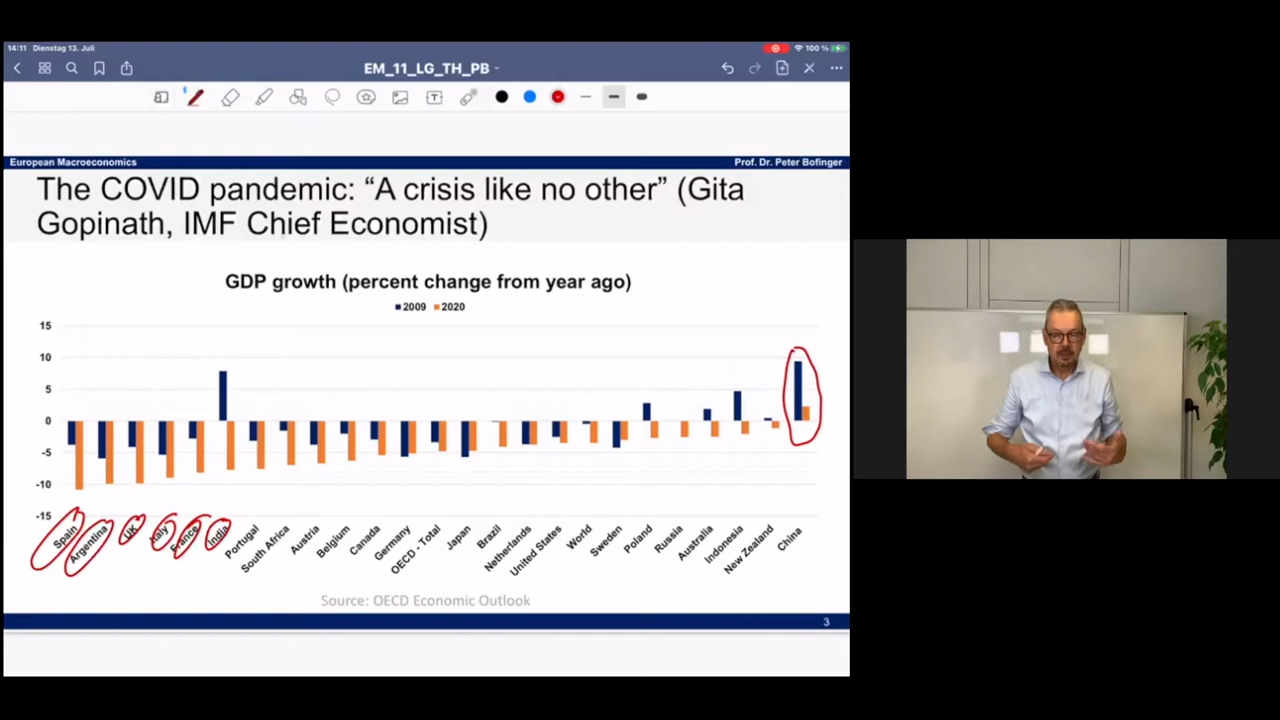 14:11 Dienstag 13. Juli
100 %
EM_11_LG_TH_PB
European Macroeconomics
Prof. Dr. Peter Bofinger
The COVID pandemic: “A crisis like no other” (Gita
Gopinath, IMF Chief Economist)
GDP growth (percent change from year ago)
2009 2020
15
10
5
0
-5
-10
-15
Spain
Argentina
UK
Italy
France
India
Portugal
South Africa
Austria
Belgium
Canada
Germany
OECD - Total
Japan
Brazil
Netherlands
United States
World
Sweden
Poland
Russia
Australia
Indonesia
New Zealand
China
Source: OECD Economic Outlook
3